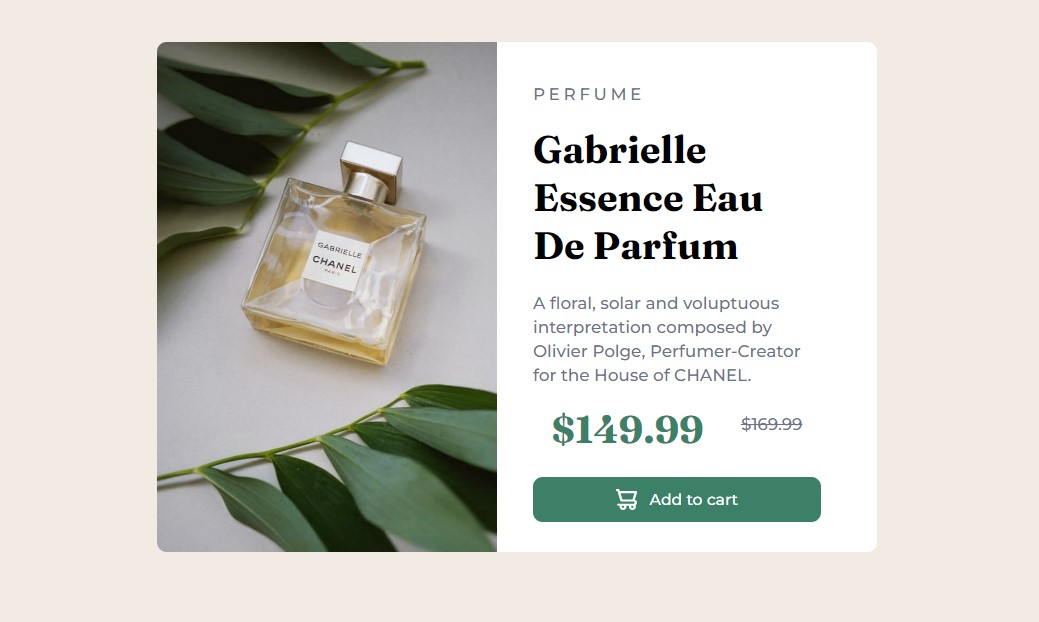 PERFUME
Gabrielle
Essence Eau
De Parfum
A floral, solar and voluptuous
interpretation composed by
Olivier Polge, Perfumer-Creator
for the House of CHANEL.
$149.99 $169.99
Add to cart
GABRIELLE
CHANEL
PARIS